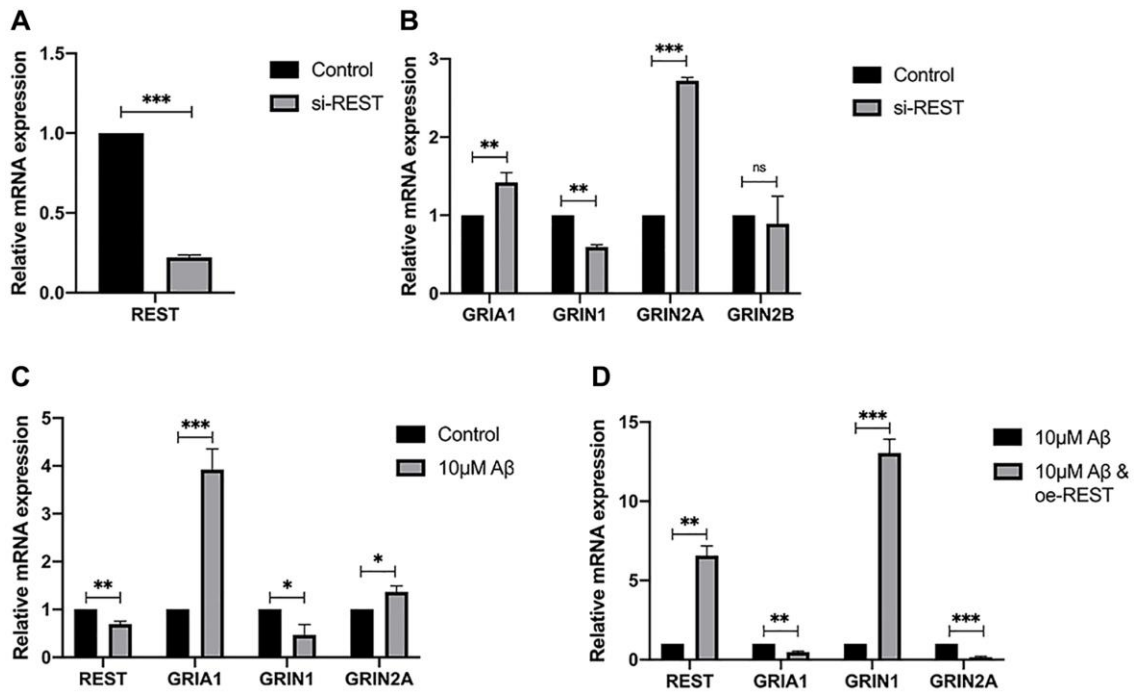 A
Relative mRNA expression
1.5
1.0
0.5
0.0
***
REST
Control
si-REST
B
Relative mRNA expression
3
2
1
0
**
**
***
ns
GRIA1 GRIN1 GRIN2A GRIN2B
Control
si-REST
C
Relative mRNA expression
5
4
3
2
1
0
**
***
*
*
REST GRIA1 GRIN1 GRIN2A
Control
10μM Aβ
D
Relative mRNA expression
15
10
5
0
**
**
***
***
REST GRIA1 GRIN1 GRIN2A
10μM Aβ
10μM Aβ &
oe-REST